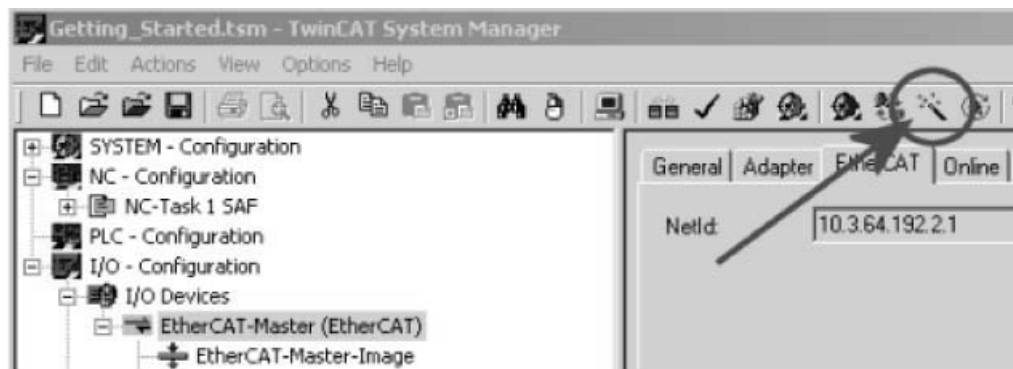 Getting_Started.tsm - TwinCAT System Manager
File Edit Actions View Options Help
SYSTEM - Configuration
NC - Configuration
NC-Task 1 SAF
PLC - Configuration
I/O - Configuration
I/O Devices
EtherCAT-Master (EtherCAT)
EtherCAT-Master-Image
General Adapter EtherCAT Online
NetId: 10.3.64.192.2.1